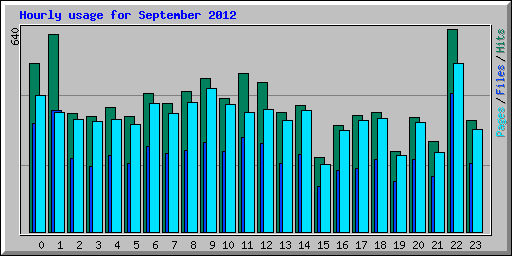 Hourly usage for September 2012
640
Pages/Files/Hits
0 1 2 3 4 5 6 7 8 9 10 11 12 13 14 15 16 17 18 19 20 21 22 23